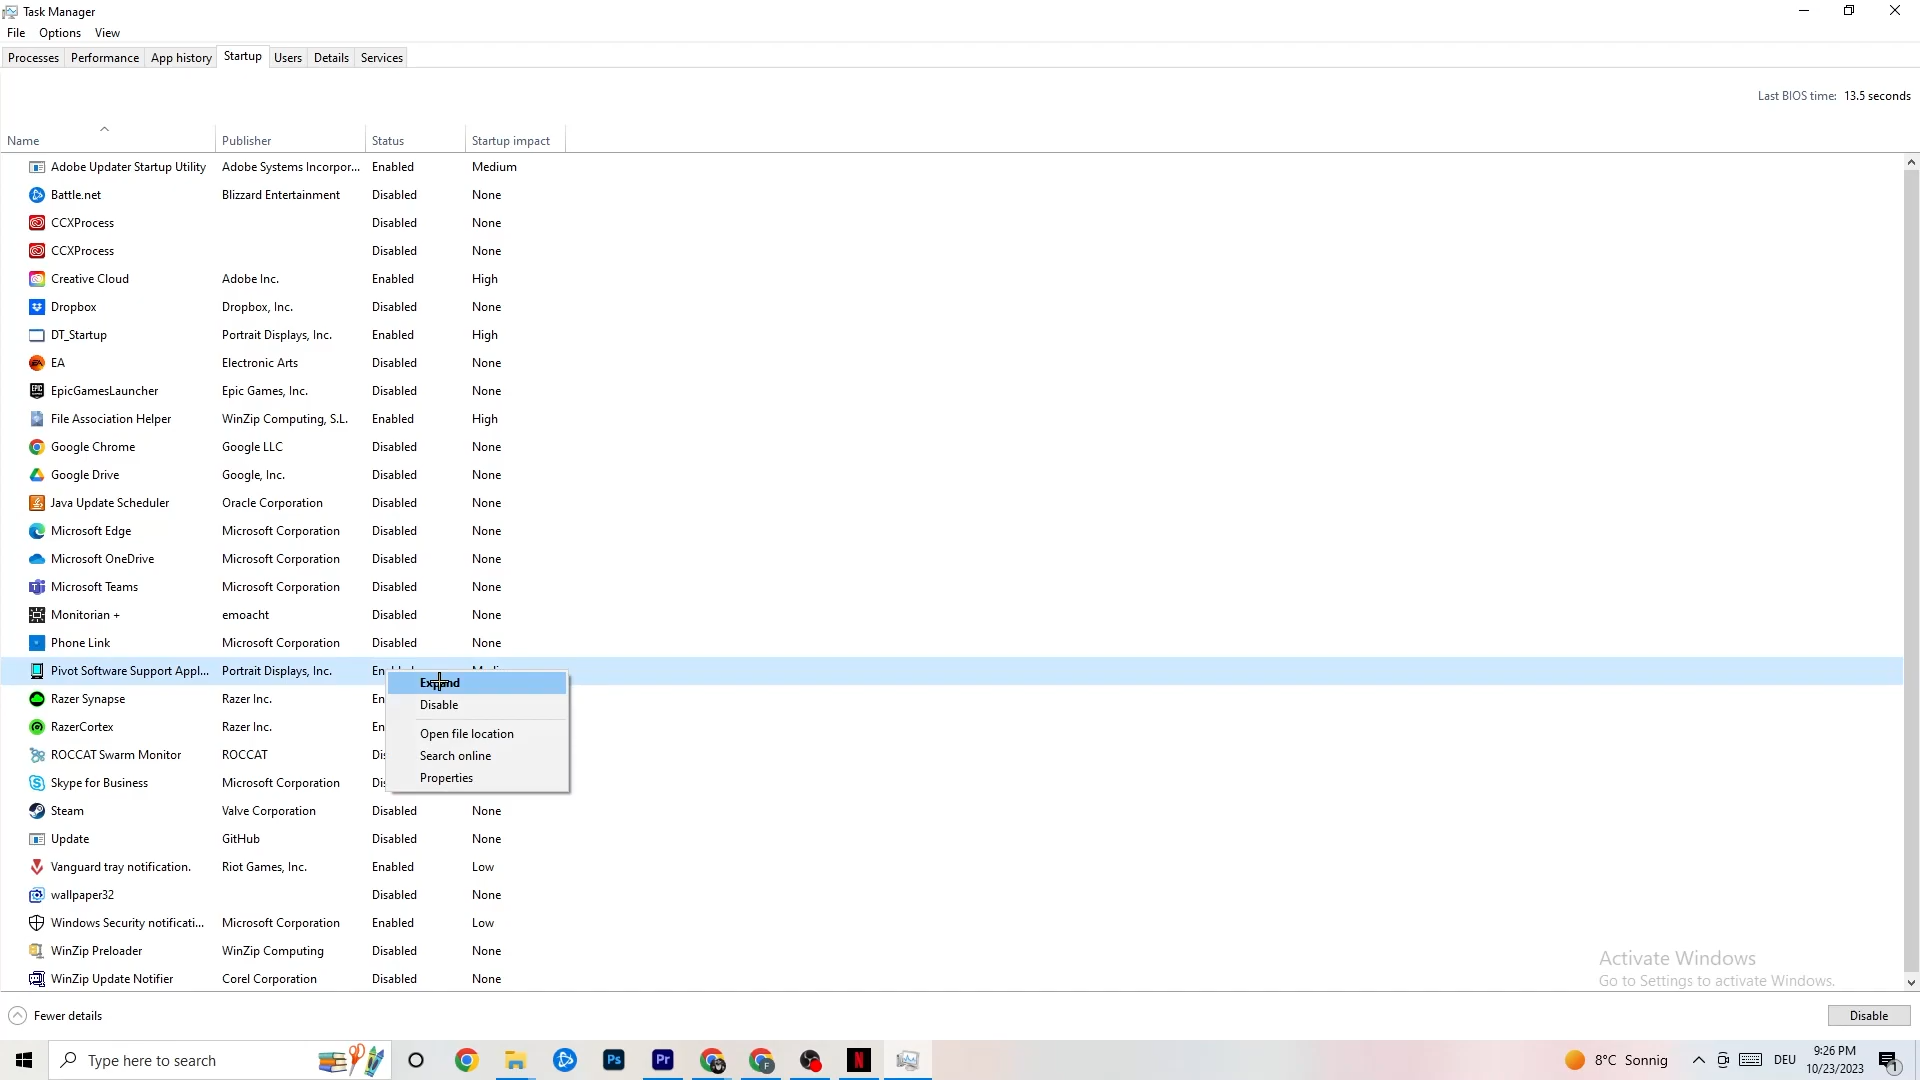 Task Manager
File Options View
Processes Performance App history Startup Users Details Services
Last BIOS time: 13.5 seconds
Name Publisher Status Startup impact
Adobe Updater Startup Utility Adobe Systems Incorpor... Enabled Medium
Battle.net Blizzard Entertainment Disabled None
CCXProcess Disabled None
CCXProcess Disabled None
Creative Cloud Adobe Inc. Enabled High
Dropbox Dropbox, Inc. Disabled None
DT_Startup Portrait Displays, Inc. Enabled High
EA Electronic Arts Disabled None
EpicGamesLauncher Epic Games, Inc. Disabled None
File Association Helper WinZip Computing, S.L. Enabled High
Google Chrome Google LLC Disabled None
Google Drive Google, Inc. Disabled None
Java Update Scheduler Oracle Corporation Disabled None
Microsoft Edge Microsoft Corporation Disabled None
Microsoft OneDrive Microsoft Corporation Disabled None
Microsoft Teams Microsoft Corporation Disabled None
Monitorian + emoacht Disabled None
Phone Link Microsoft Corporation Disabled None
Pivot Software Support Appl... Portrait Displays, Inc.
Expand
Disable
Open file location
Search online
Properties
Razer Synapse Razer Inc. En
RazerCortex Razer Inc. En
ROCCAT Swarm Monitor ROCCAT Dis
Skype for Business Microsoft Corporation Dis
Steam Valve Corporation Disabled None
Update GitHub Disabled None
Vanguard tray notification. Riot Games, Inc. Enabled Low
wallpaper32 Disabled None
Windows Security notificati... Microsoft Corporation Enabled Low
WinZip Preloader WinZip Computing Disabled None
WinZip Update Notifier Corel Corporation Disabled None
Activate Windows
Go to Settings to activate Windows.
Fewer details
Disable
Type here to search
Ps
Pr
F
N
8°C Sonnig
DEU
9:26 PM
10/23/2023
1